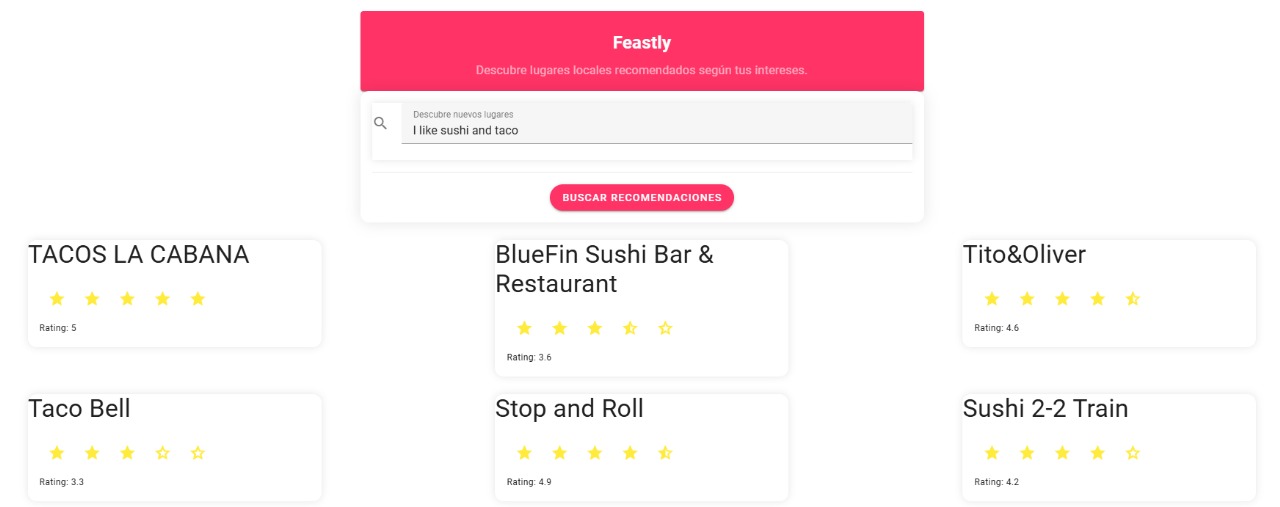 Feastly
Descubre lugares locales recomendados según tus intereses.
Descubre nuevos lugares
I like sushi and taco
BUSCAR RECOMENDACIONES
TACOS LA CABANA
Rating: 5
BlueFin Sushi Bar &
Restaurant
Rating: 3.6
Tito&Oliver
Rating: 4.6
Taco Bell
Rating: 3.3
Stop and Roll
Rating: 4.9
Sushi 2-2 Train
Rating: 4.2